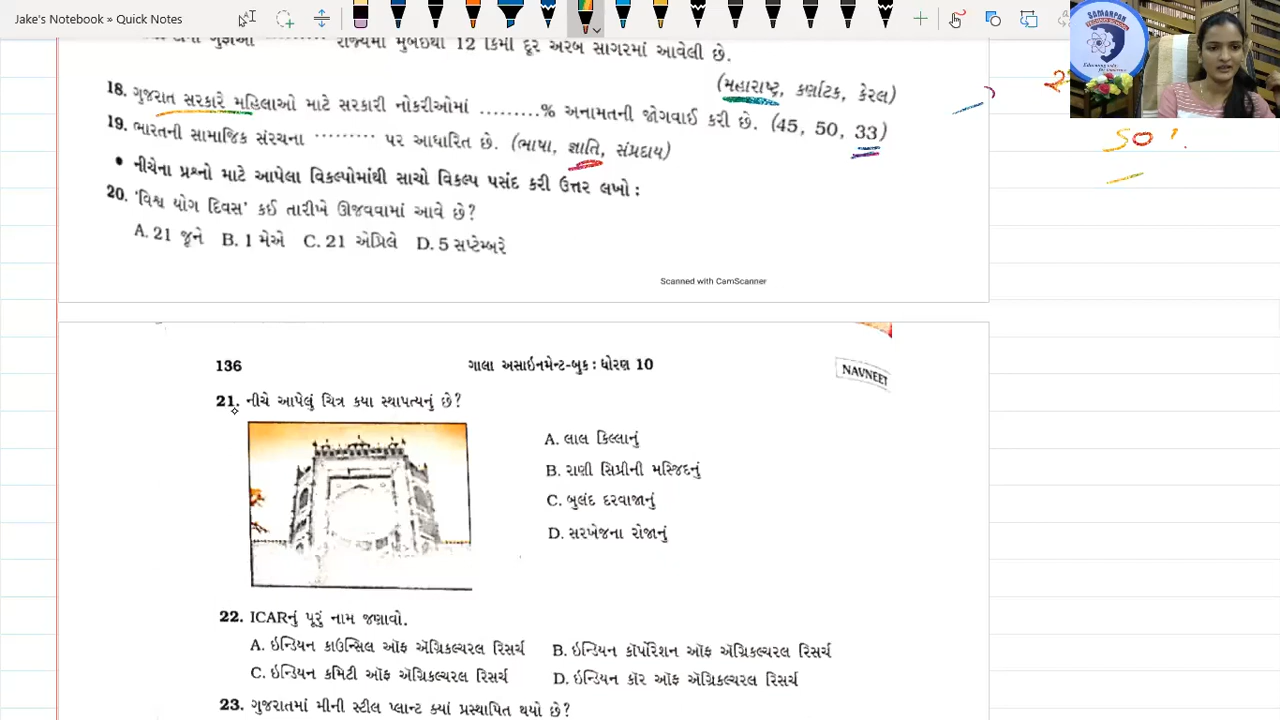 Jake's Notebook » Quick Notes
રાજ્યમાં મુંબઇથી 12 કિમી દૂર અરબ સાગરમાં આવેલી છે.
(મહારાષ્ટ્ર, કર્ણાટક, કેરલ)
18. ગુજરાત સરકારે મહિલાઓ માટે સરકારી નોકરીઓમાં .........% અનામતની જોગવાઈ કરી છે. (45, 50, 33)
19. ભારતની સામાજિક સંરચના ......... પર આધારિત છે. (ભાષા, જ્ઞાતિ, સંપ્રદાય)
• નીચેના પ્રશ્નો માટે આપેલા વિકલ્પોમાંથી સાચો વિકલ્પ પસંદ કરી ઉત્તર લખો :
20. 'વિશ્વ યોગ દિવસ' કઈ તારીખે ઊજવવામાં આવે છે?
A. 21 જૂને B. 1 મેએ C. 21 એપ્રિલે D. 5 સપ્ટેમ્બરે
Scanned with CamScanner
136 ગાલા અસાઇનમેન્ટ-બુક : ધોરણ 10 NAVNEET
21. નીચે આપેલું ચિત્ર કયા સ્થાપત્યનું છે?
A. લાલ કિલ્લાનું
B. રાણી સિપ્રીની મસ્જિદનું
C. બુલંદ દરવાજાનું
D. સરખેજના રોજાનું
22. ICARનું પૂરું નામ જણાવો.
A. ઇન્ડિયન કાઉન્સિલ ઑફ ઍગ્રિકલ્ચરલ રિસર્ચ B. ઇન્ડિયન કૉર્પોરેશન ઑફ ઍગ્રિકલ્ચરલ રિસર્ચ
C. ઇન્ડિયન કમિટી ઑફ ઍગ્રિકલ્ચરલ રિસર્ચ D. ઇન્ડિયન કૉર ઑફ ઍગ્રિકલ્ચરલ રિસર્ચ
23. ગુજરાતમાં મીની સ્ટીલ પ્લાન્ટ ક્યાં પ્રસ્થાપિત થયો છે?
SAMARPAN
50